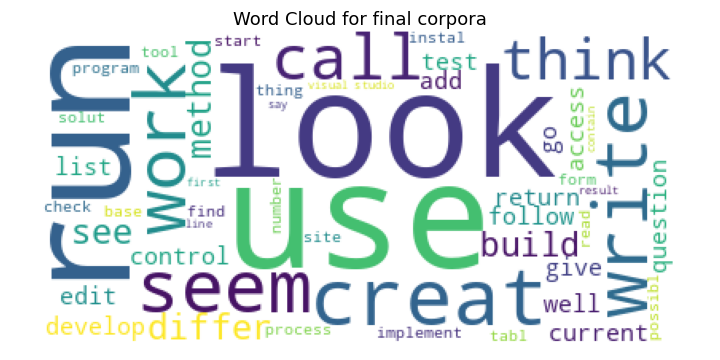 Word Cloud for final corpora
run
look
use
creat
call
think
write
work
seem
differ
build
method
control
develop
current
question
access
return
follow
see
list
edit
test
add
give
well
go
find
tool
program
start
instal
visual studio
thing
say
solut
check
base
first
line
number
site
process
implement
tabl
form
result
read
contain
possibl